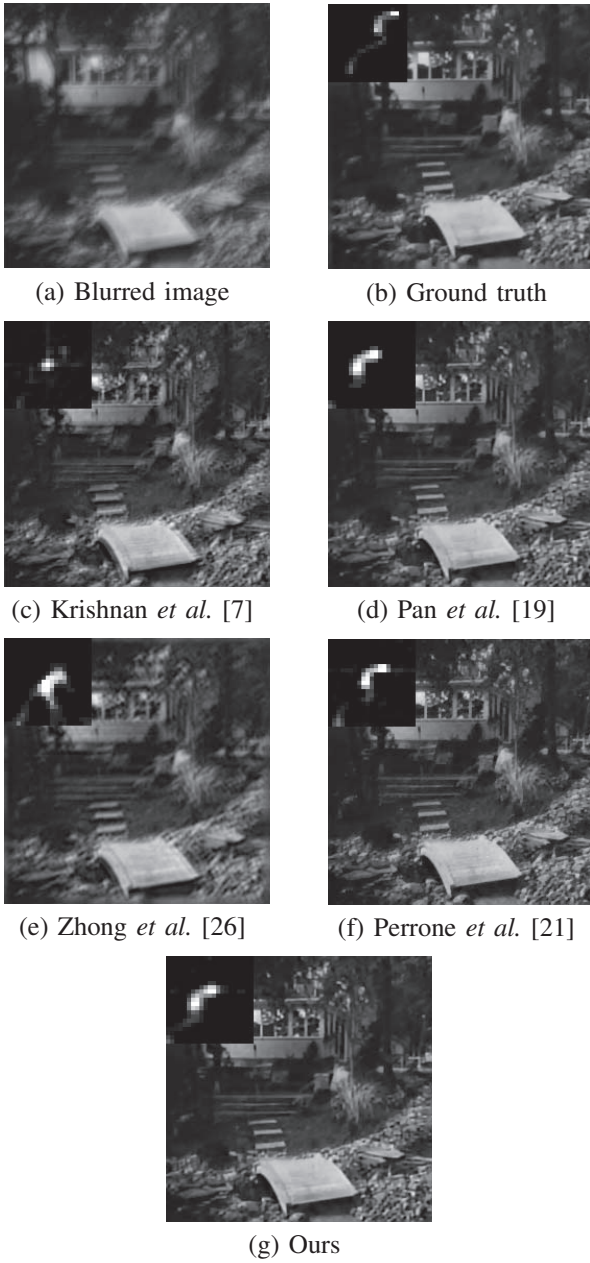 (a) Blurred image
(b) Ground truth
(c) Krishnan et al. [7]
(d) Pan et al. [19]
(e) Zhong et al. [26]
(f) Perrone et al. [21]
(g) Ours